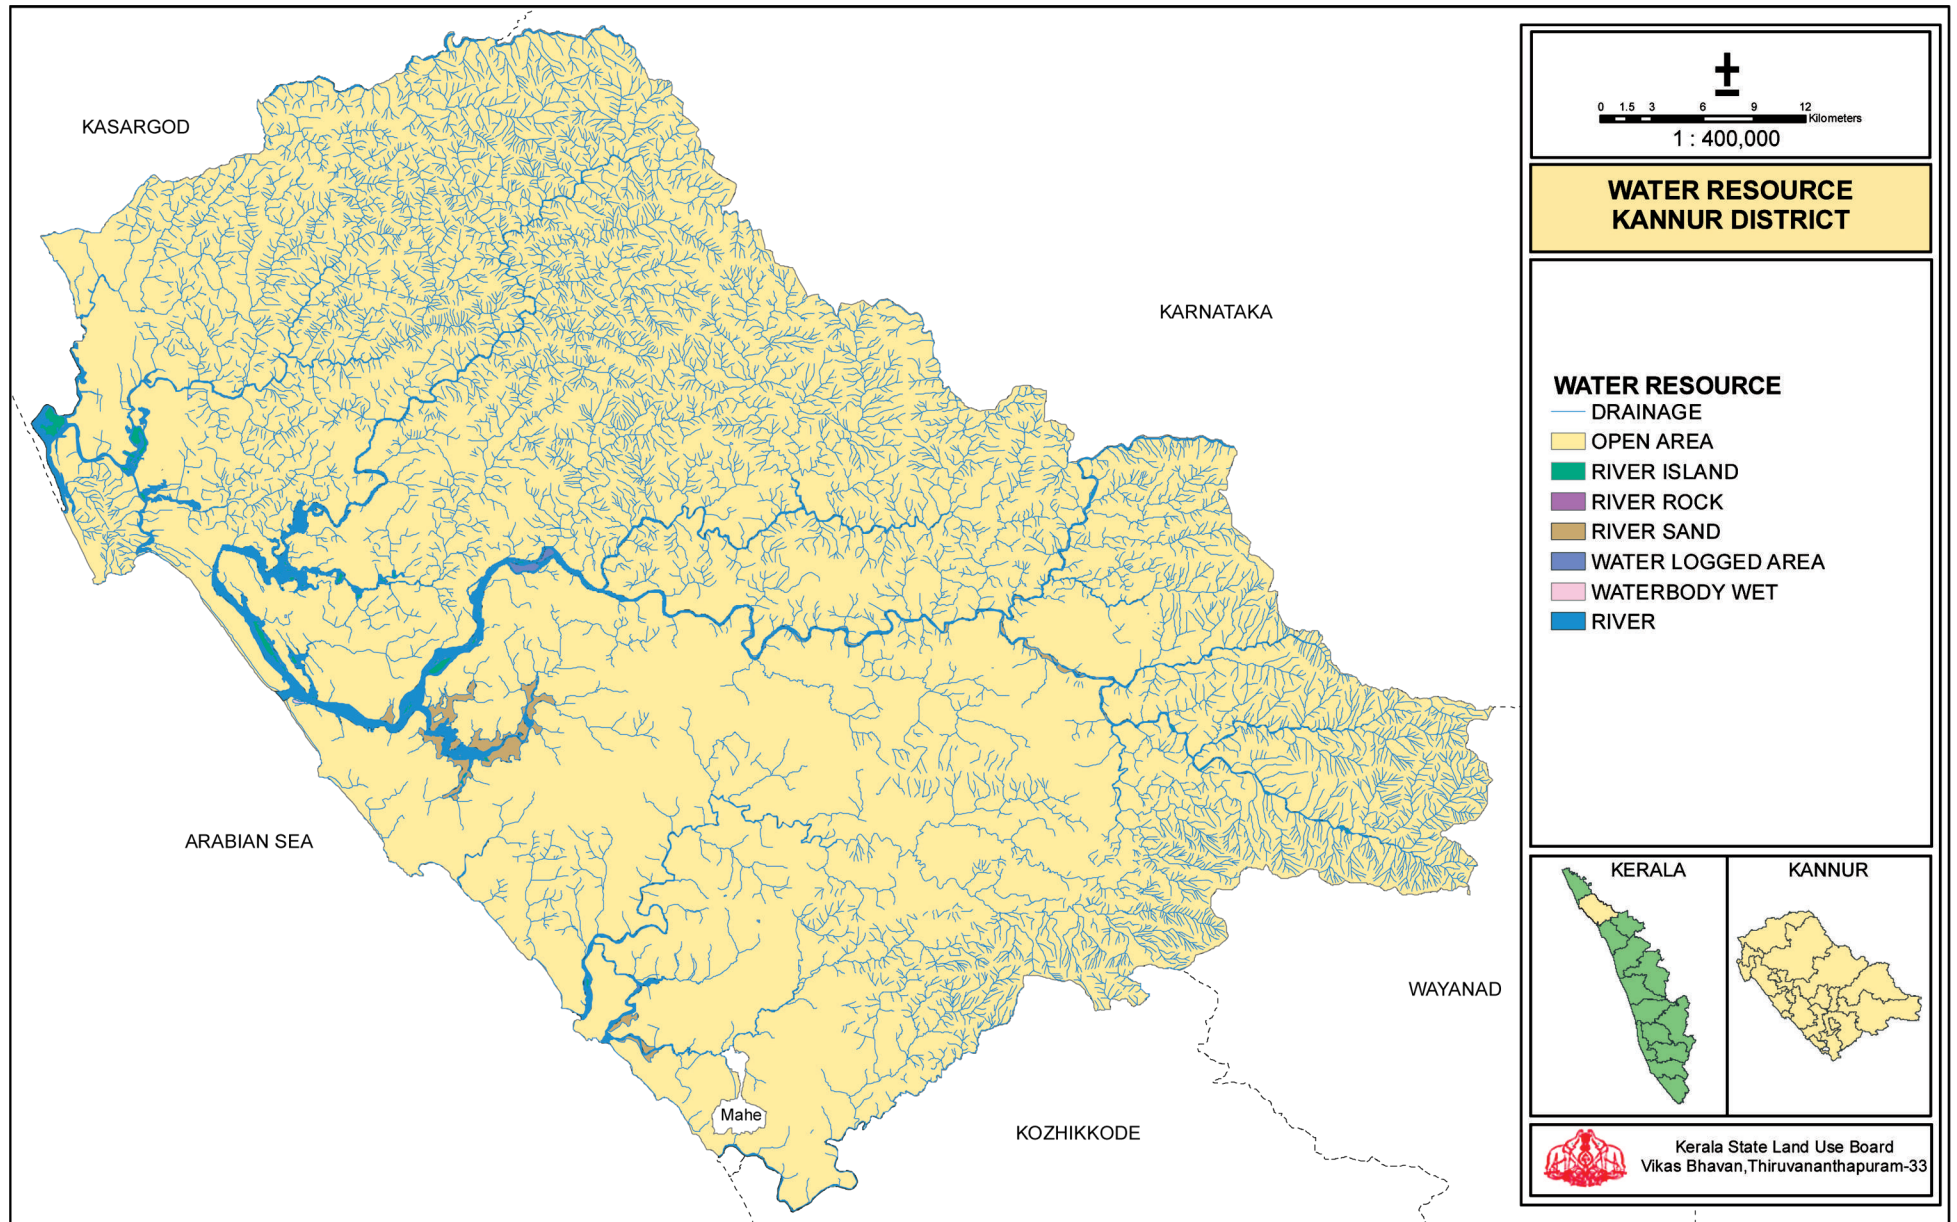 KASARGOD
KARNATAKA
ARABIAN SEA
WAYANAD
Mahe
KOZHIKKODE
0 1.5 3 6 9 12
Kilometers
1 : 400,000
WATER RESOURCE
KANNUR DISTRICT
WATER RESOURCE
DRAINAGE
OPEN AREA
RIVER ISLAND
RIVER ROCK
RIVER SAND
WATER LOGGED AREA
WATERBODY WET
RIVER
KERALA
KANNUR
Kerala State Land Use Board
Vikas Bhavan,Thiruvananthapuram-33